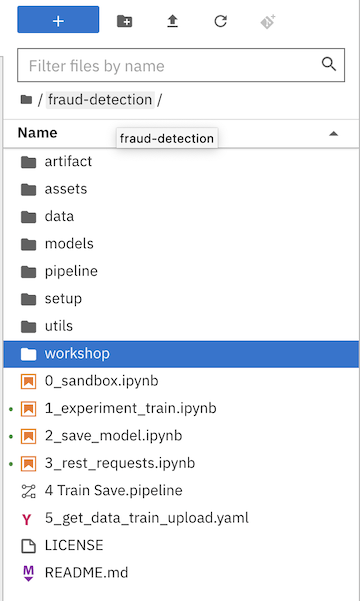 Filter files by name
/ fraud-detection /
Name
fraud-detection
artifact
assets
data
models
pipeline
setup
utils
workshop
0_sandbox.ipynb
1_experiment_train.ipynb
2_save_model.ipynb
3_rest_requests.ipynb
4 Train Save.pipeline
Y 5_get_data_train_upload.yaml
LICENSE
M README.md